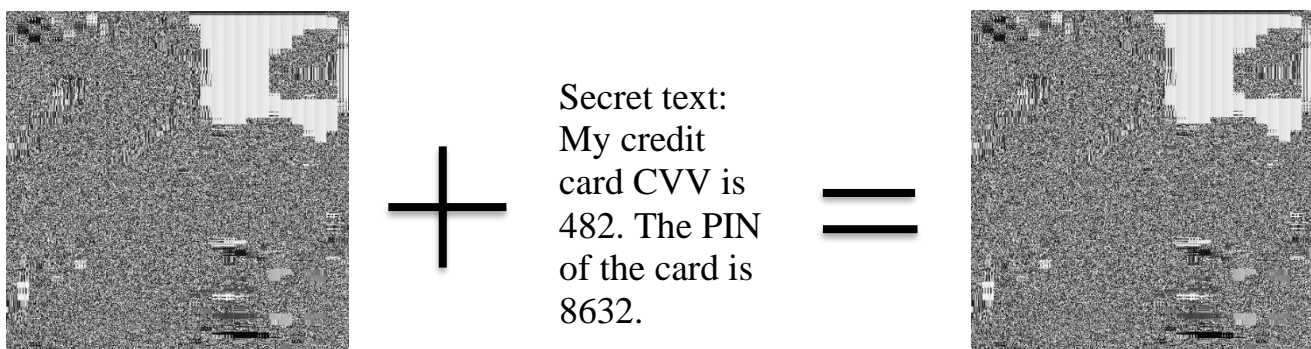 Secret text:
My credit
card CVV is
482. The PIN
of the card is
8632.